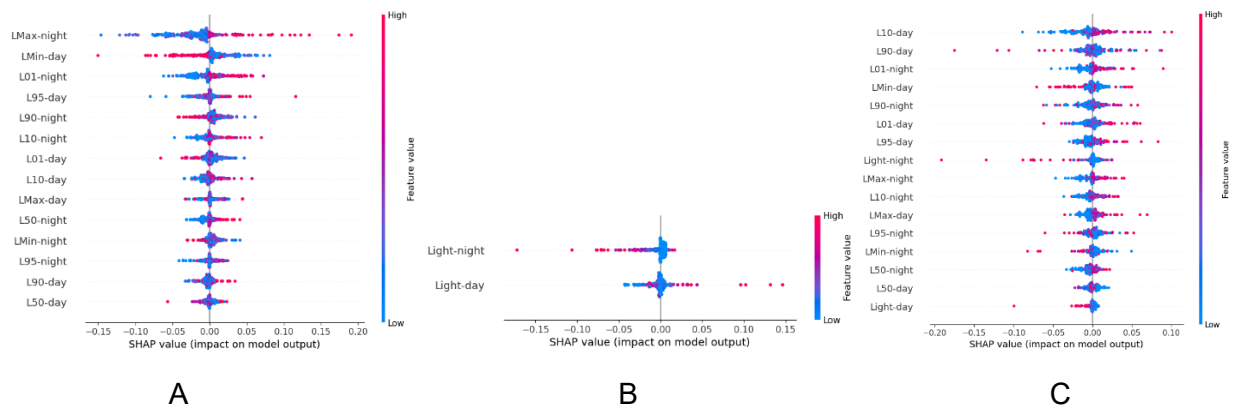 High
LMax-night
LMin-day
L01-night
L95-day
L90-night
L10-night
L01-day
L10-day
LMax-day
L50-night
LMin-night
L95-night
L90-day
L50-day
Feature value
Low
−0.15 −0.10 −0.05 0.00 0.05 0.10 0.15 0.20
SHAP value (impact on model output)
A
High
Light-night
Light-day
Feature value
Low
−0.15 −0.10 −0.05 0.00 0.05 0.10 0.15
SHAP value (impact on model output)
B
High
L10-day
L90-day
L01-night
LMin-day
L90-night
L01-day
L95-day
Light-night
LMax-night
L10-night
LMax-day
L95-night
LMin-night
L50-night
L50-day
Light-day
Feature value
Low
−0.20 −0.15 −0.10 −0.05 0.00 0.05 0.10
SHAP value (impact on model output)
C